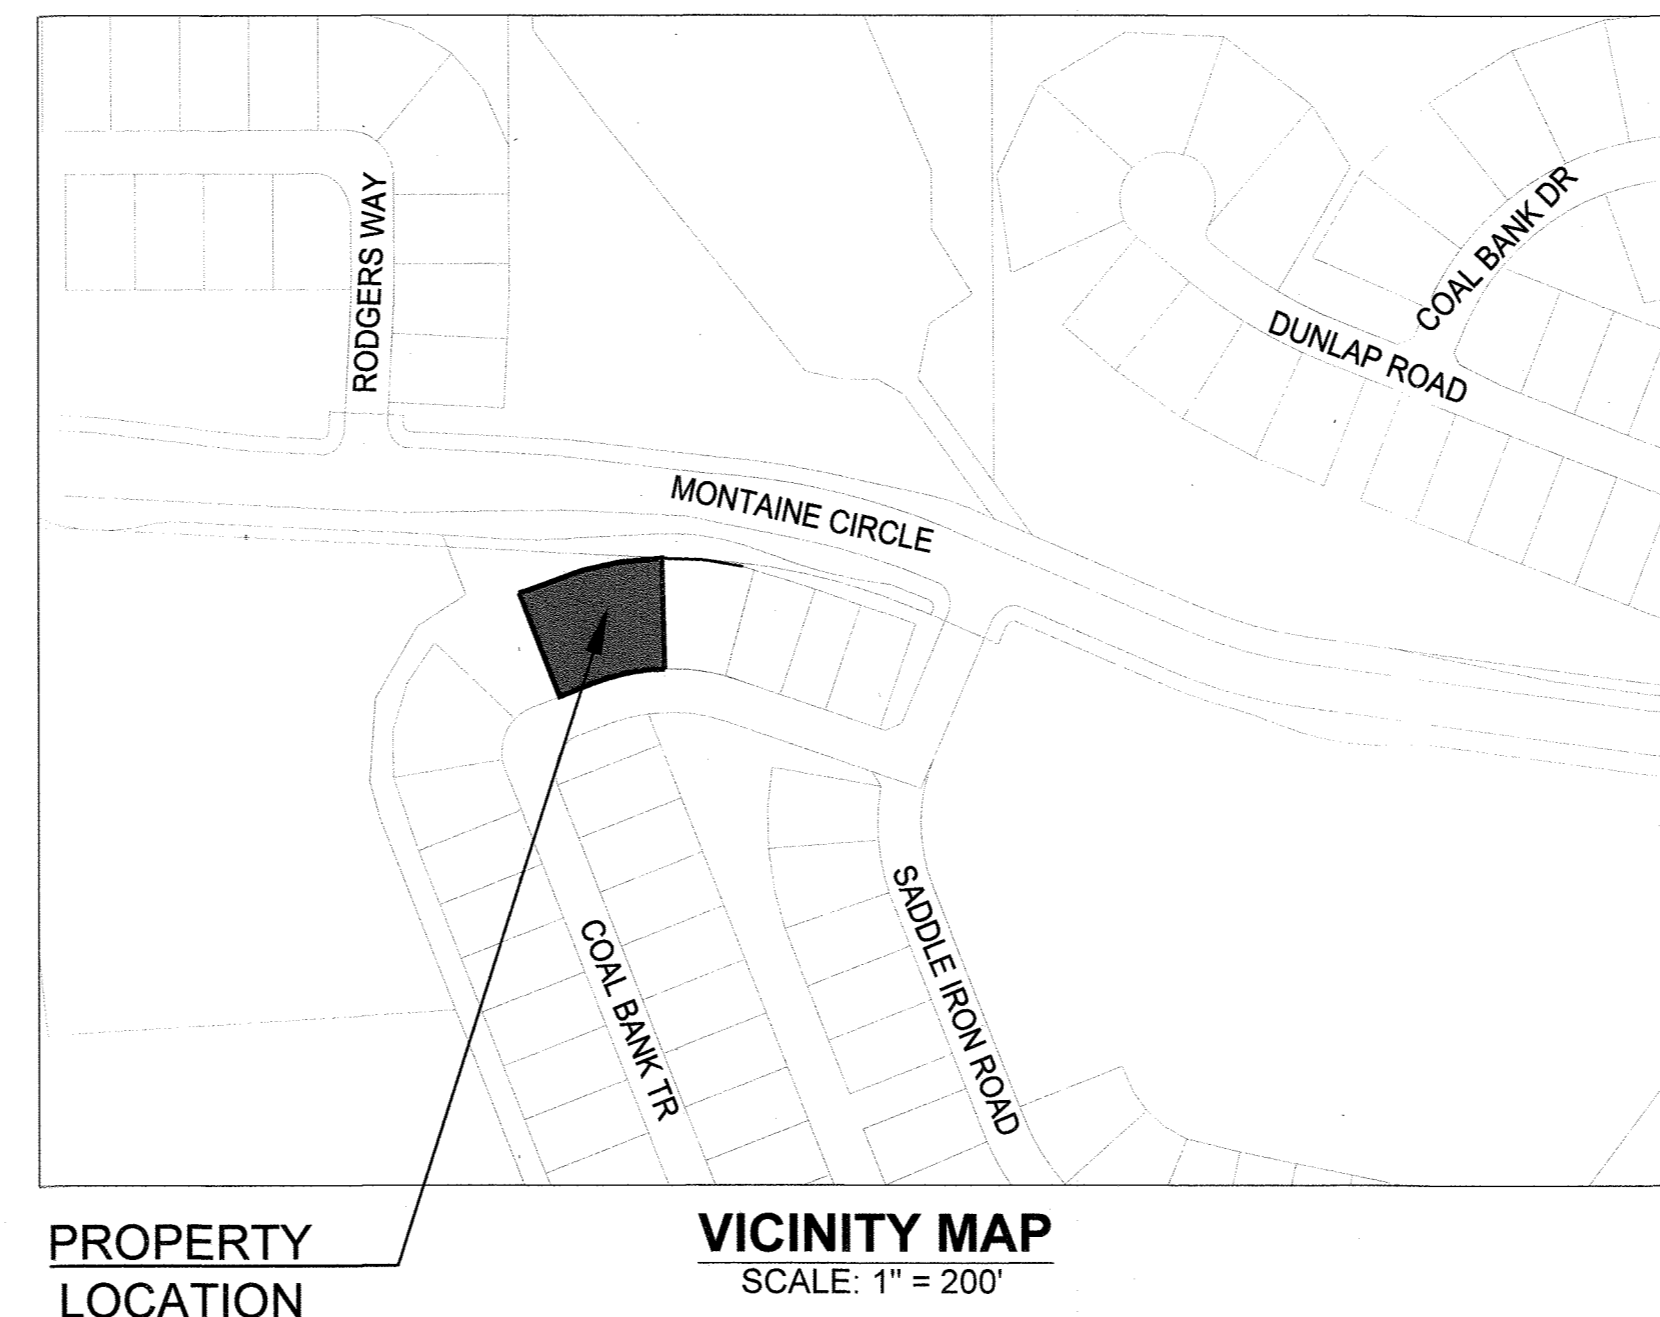 RODGERS WAY
COAL BANK DR
DUNLAP ROAD
MONTAINE CIRCLE
SADDLE IRON ROAD
COAL BANK TR
PROPERTY
LOCATION
VICINITY MAP
SCALE: 1" = 200'